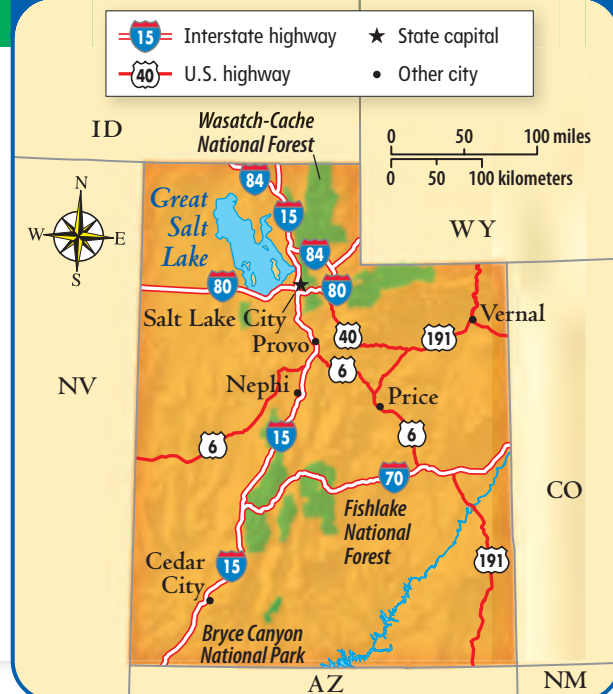 15 Interstate highway
★ State capital
40 U.S. highway
• Other city
ID
Wasatch-Cache
National Forest
0 50 100 miles
0 50 100 kilometers
N
W E
S
WY
84
Great
Salt
Lake
15
84
80
80
Salt Lake City
Provo
40
191
Vernal
6
NV
Nephi
Price
6
6
15
70
CO
Fishlake
National
Forest
191
Cedar
City
15
Bryce Canyon
National Park
AZ
NM